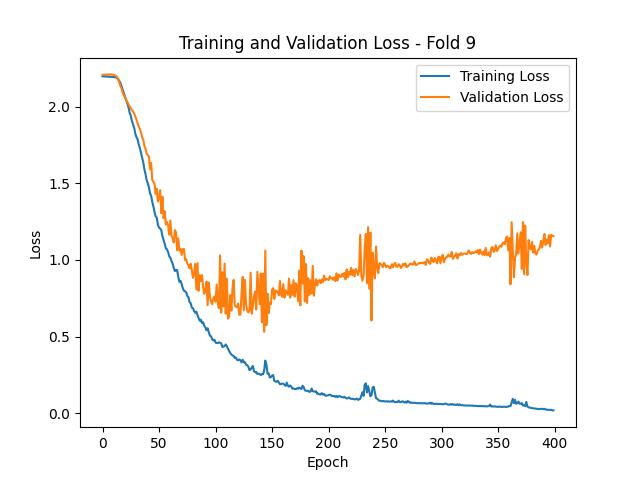 Training and Validation Loss - Fold 9
Training Loss
Validation Loss
2.0
1.5
1.0
0.5
0.0
Loss
0 50 100 150 200 250 300 350 400
Epoch